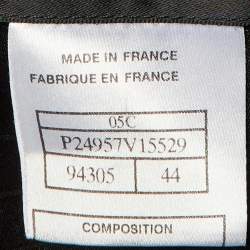 MADE IN FRANCE
FABRIQUE EN FRANCE
05C
P24957V15529
94305 44
COMPOSITION